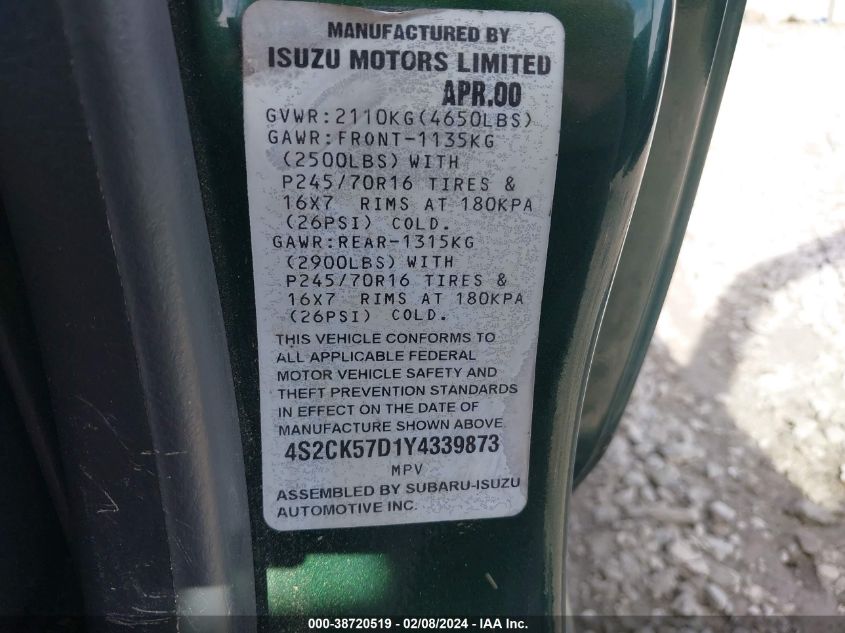 MANUFACTURED BY
ISUZU MOTORS LIMITED
APR.00
GVWR:2110KG(4650LBS)
GAWR:FRONT-1135KG
(2500LBS) WITH
P245/70R16 TIRES &
16X7 RIMS AT 180KPA
(26PSI) COLD.
GAWR:REAR-1315KG
(2900LBS) WITH
P245/70R16 TIRES &
16X7 RIMS AT 180KPA
(26PSI) COLD.
THIS VEHICLE CONFORMS TO
ALL APPLICABLE FEDERAL
MOTOR VEHICLE SAFETY AND
THEFT PREVENTION STANDARDS
IN EFFECT ON THE DATE OF
MANUFACTURE SHOWN ABOVE
4S2CK57D1Y4339873
MPV
ASSEMBLED BY SUBARU-ISUZU
AUTOMOTIVE INC.
000-38720519 - 02/08/2024 - IAA Inc.